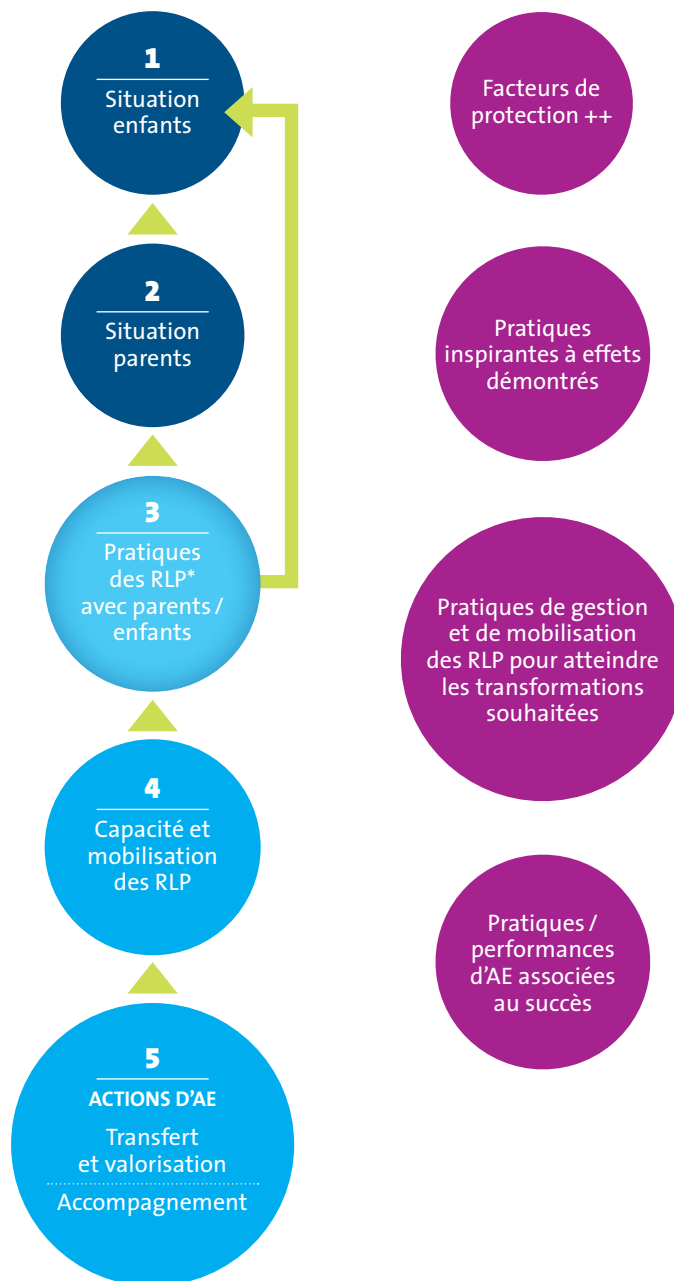 1
Situation
enfants
2
Situation
parents
3
Pratiques
des RLP*
avec parents /
enfants
4
Capacité et
mobilisation
des RLP
5
ACTIONS D'AE
Transfert
et valorisation
Accompagnement
Facteurs de
protection ++
Pratiques
inspirantes à effets
démontrés
Pratiques de gestion
et de mobilisation
des RLP pour atteindre
les transformations
souhaitées
Pratiques /
performances
d'AE associées
au succès